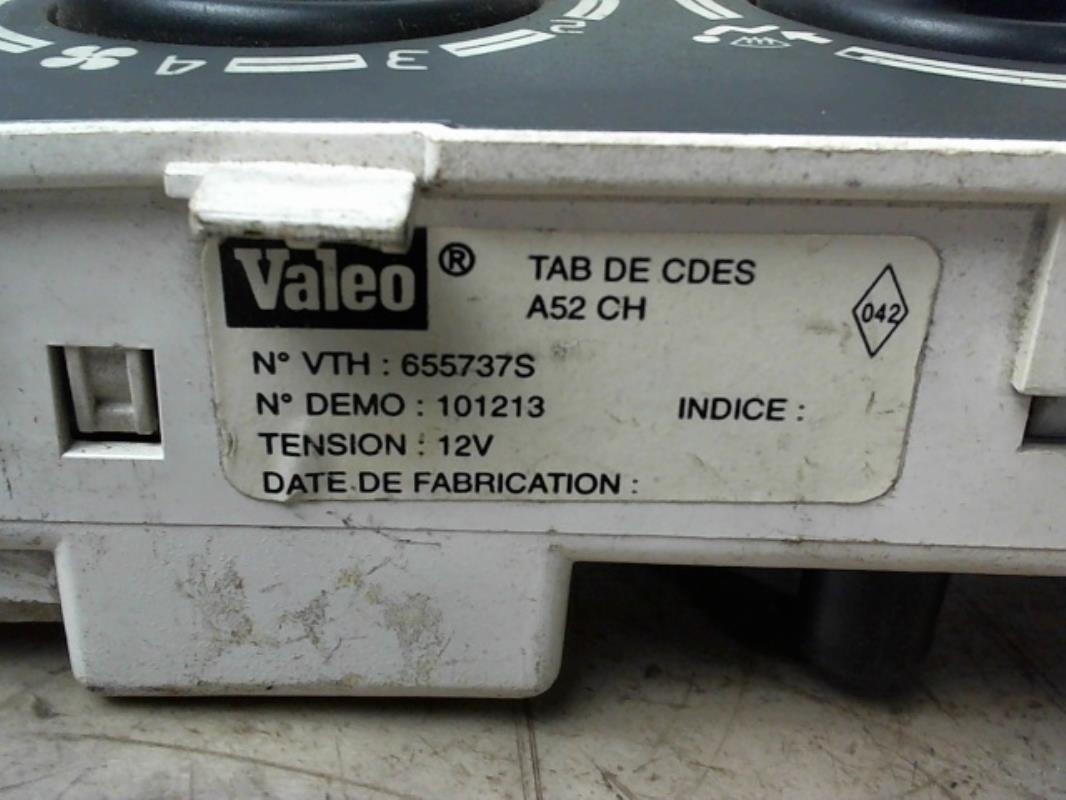 4 3 2
Valeo ®
TAB DE CDES
A52 CH
042
N° VTH : 655737S
N° DEMO : 101213 INDICE :
TENSION : 12V
DATE DE FABRICATION :